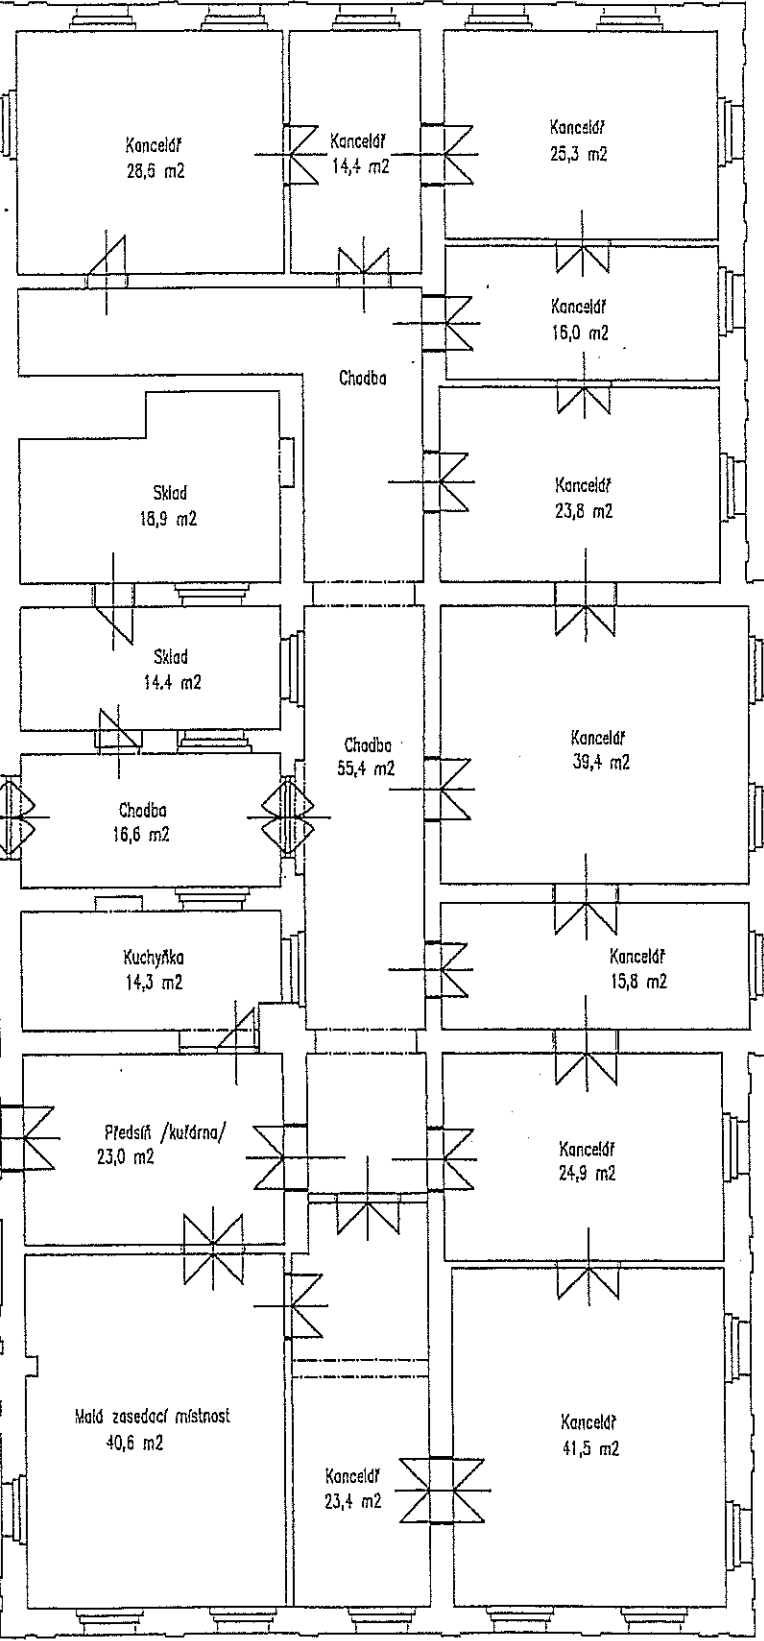 Kancelář
28,6 m2
Kancelář
14,4 m2
Kancelář
25,3 m2
Kancelář
16,0 m2
Chodba
Kancelář
23,8 m2
Sklad
18,9 m2
Sklad
14,4 m2
Chodba
55,4 m2
Kancelář
39,4 m2
Chodba
16,6 m2
Kuchyňka
14,3 m2
Kancelář
15,8 m2
Předsíň /kuřárna/
23,0 m2
Kancelář
24,9 m2
Malá zasedací místnost
40,6 m2
Kancelář
41,5 m2
Kancelář
23,4 m2